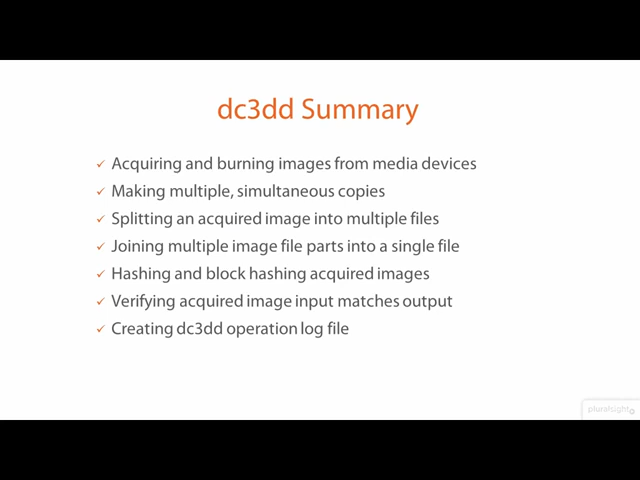 dc3dd Summary
Acquiring and burning images from media devices
Making multiple, simultaneous copies
Splitting an acquired image into multiple files
Joining multiple image file parts into a single file
Hashing and block hashing acquired images
Verifying acquired image input matches output
Creating dc3dd operation log file
pluralsight